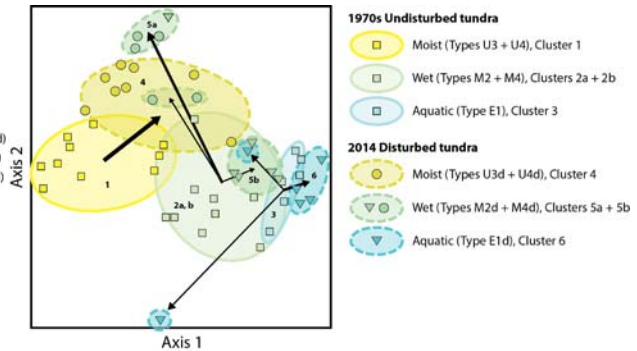 5a
4
1
2a, b
5b
3
6
d)
)
c)
Axis 2
Axis 1
1970s Undisturbed tundra
Moist (Types U3 + U4), Cluster 1
Wet (Types M2 + M4), Clusters 2a + 2b
Aquatic (Type E1), Cluster 3
2014 Disturbed tundra
Moist (Types U3d + U4d), Cluster 4
Wet (Types M2d + M4d), Clusters 5a + 5b
Aquatic (Type E1d), Cluster 6